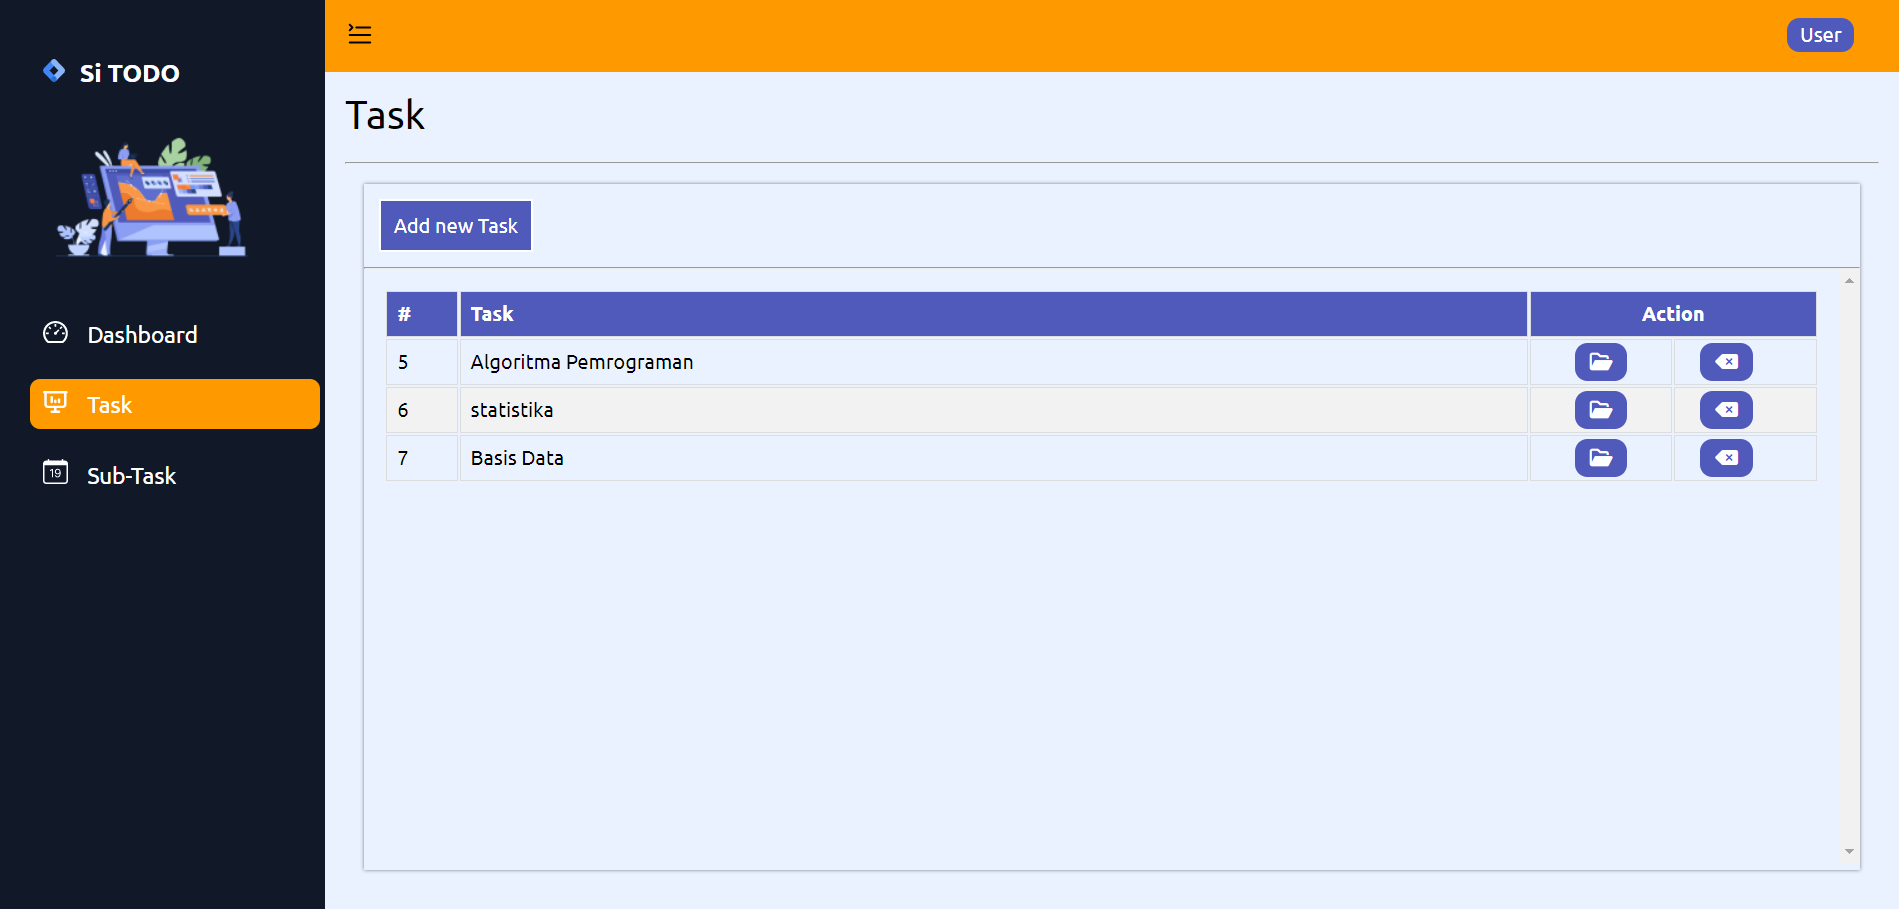 Si TODO
User
Task
Dashboard
Task
19
Sub-Task
Add new Task
# Task Action
5 Algoritma Pemrograman
6 statistika
7 Basis Data